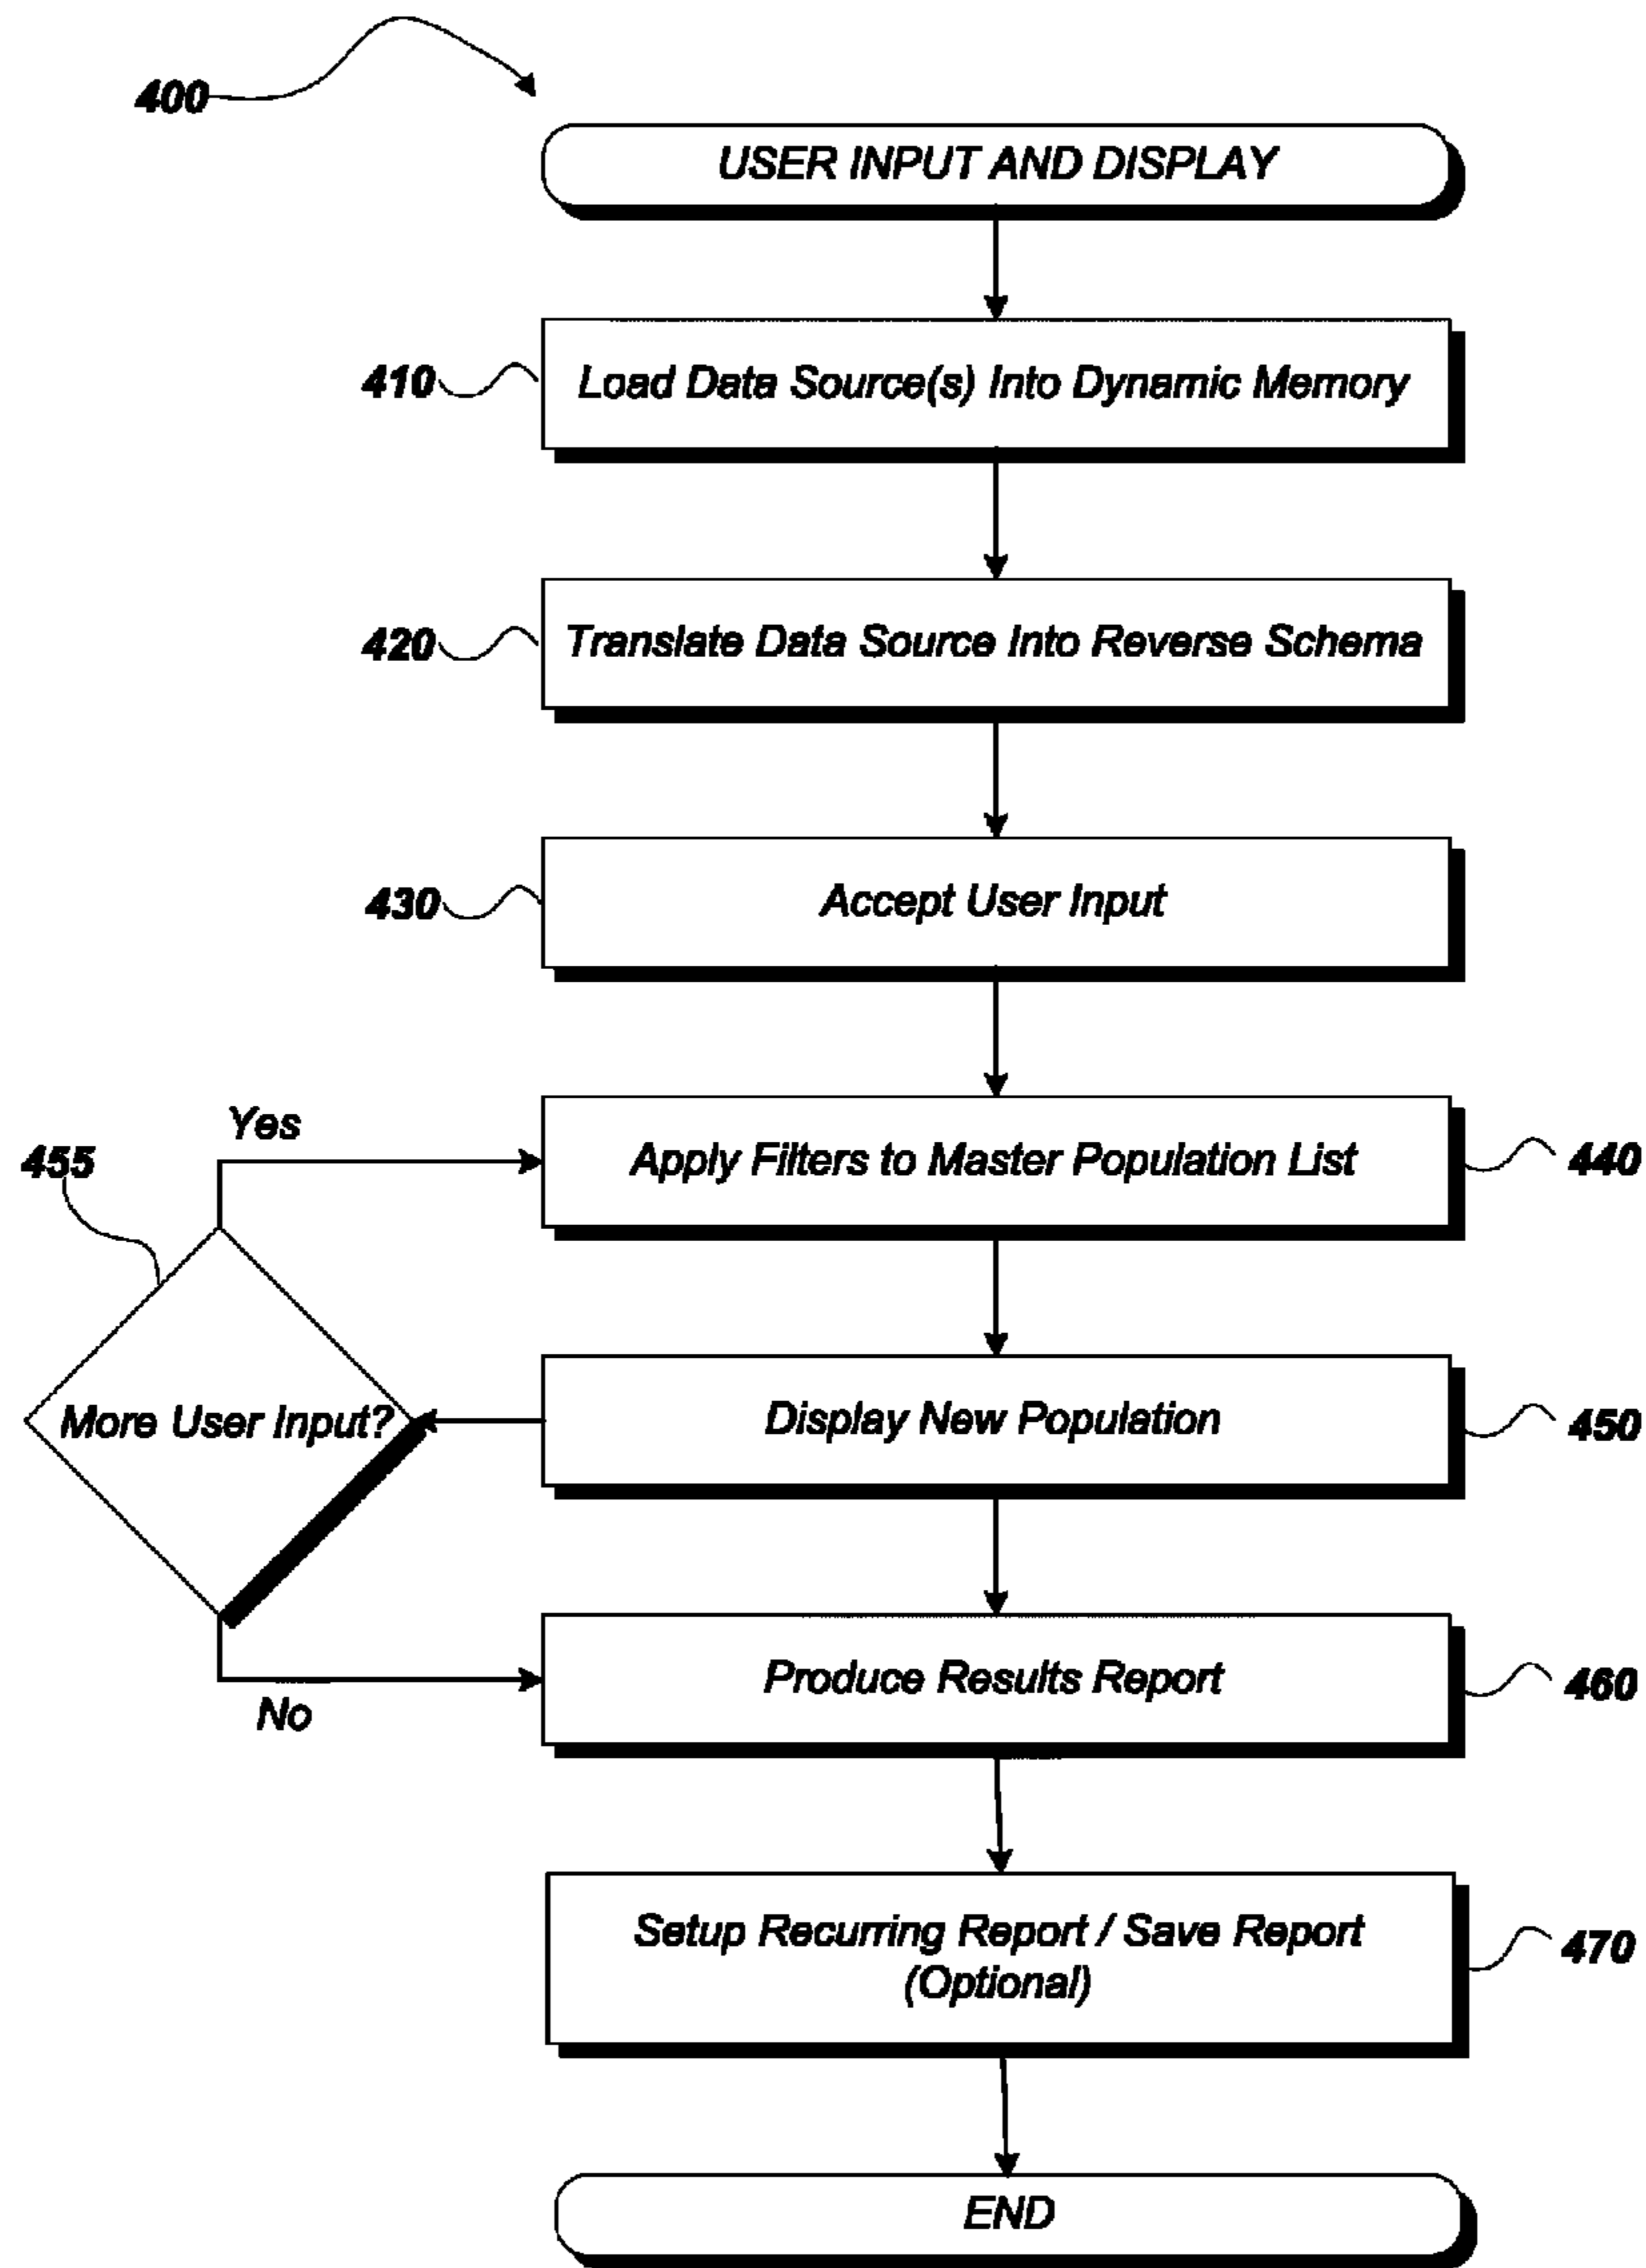 400
USER INPUT AND DISPLAY
410
Load Data Source(s) Into Dynamic Memory
420
Translate Data Source Into Reverse Schema
430
Accept User Input
Yes
455
Apply Filters to Master Population List
440
More User Input?
Display New Population
450
Produce Results Report
460
No
Setup Recurring Report / Save Report
(Optional)
470
END